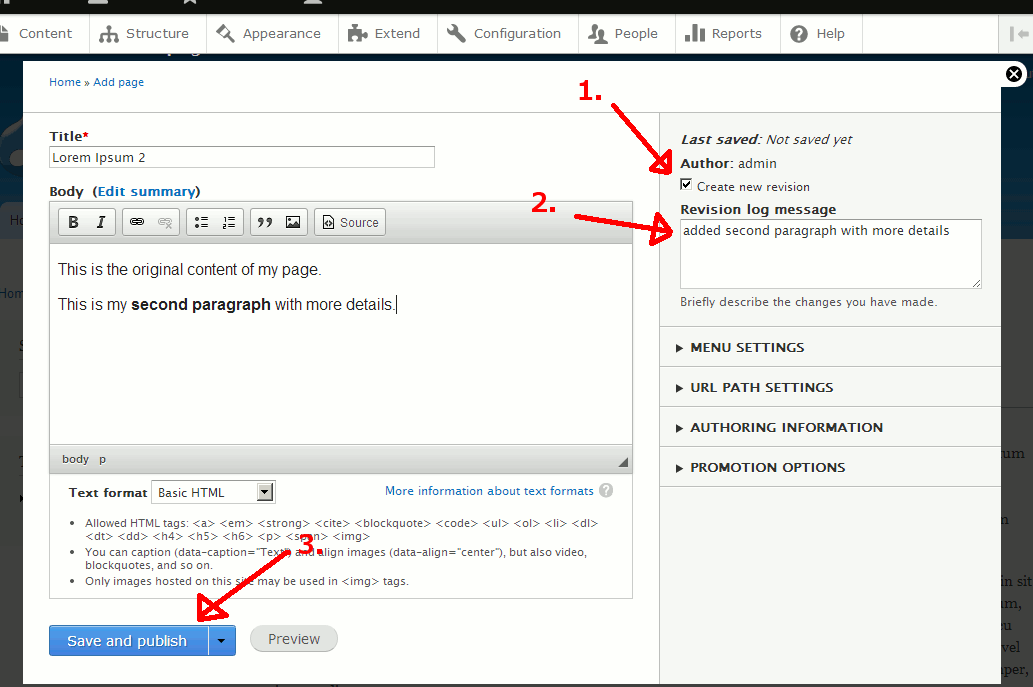 Content Structure Appearance Extend Configuration People Reports Help
Home » Add page
1.
Title*
Lorem Ipsum 2
Body (Edit summary)
B I Source
This is the original content of my page.
This is my second paragraph with more details.
body p
Text format Basic HTML More information about text formats ?
Allowed HTML tags: <a> <em> <strong> <cite> <blockquote> <code> <ul> <ol> <li> <dl>
<dt> <dd> <h4> <h5> <h6> <p> <span> <img>
You can caption (data-caption="Text") and align images (data-align="center"), but also video,
blockquotes, and so on.
Only images hosted on this site may be used in <img> tags.
3.
Save and publish Preview
Last saved: Not saved yet
Author: admin
Create new revision
2.
Revision log message
added second paragraph with more details
Briefly describe the changes you have made.
MENU SETTINGS
URL PATH SETTINGS
AUTHORING INFORMATION
PROMOTION OPTIONS